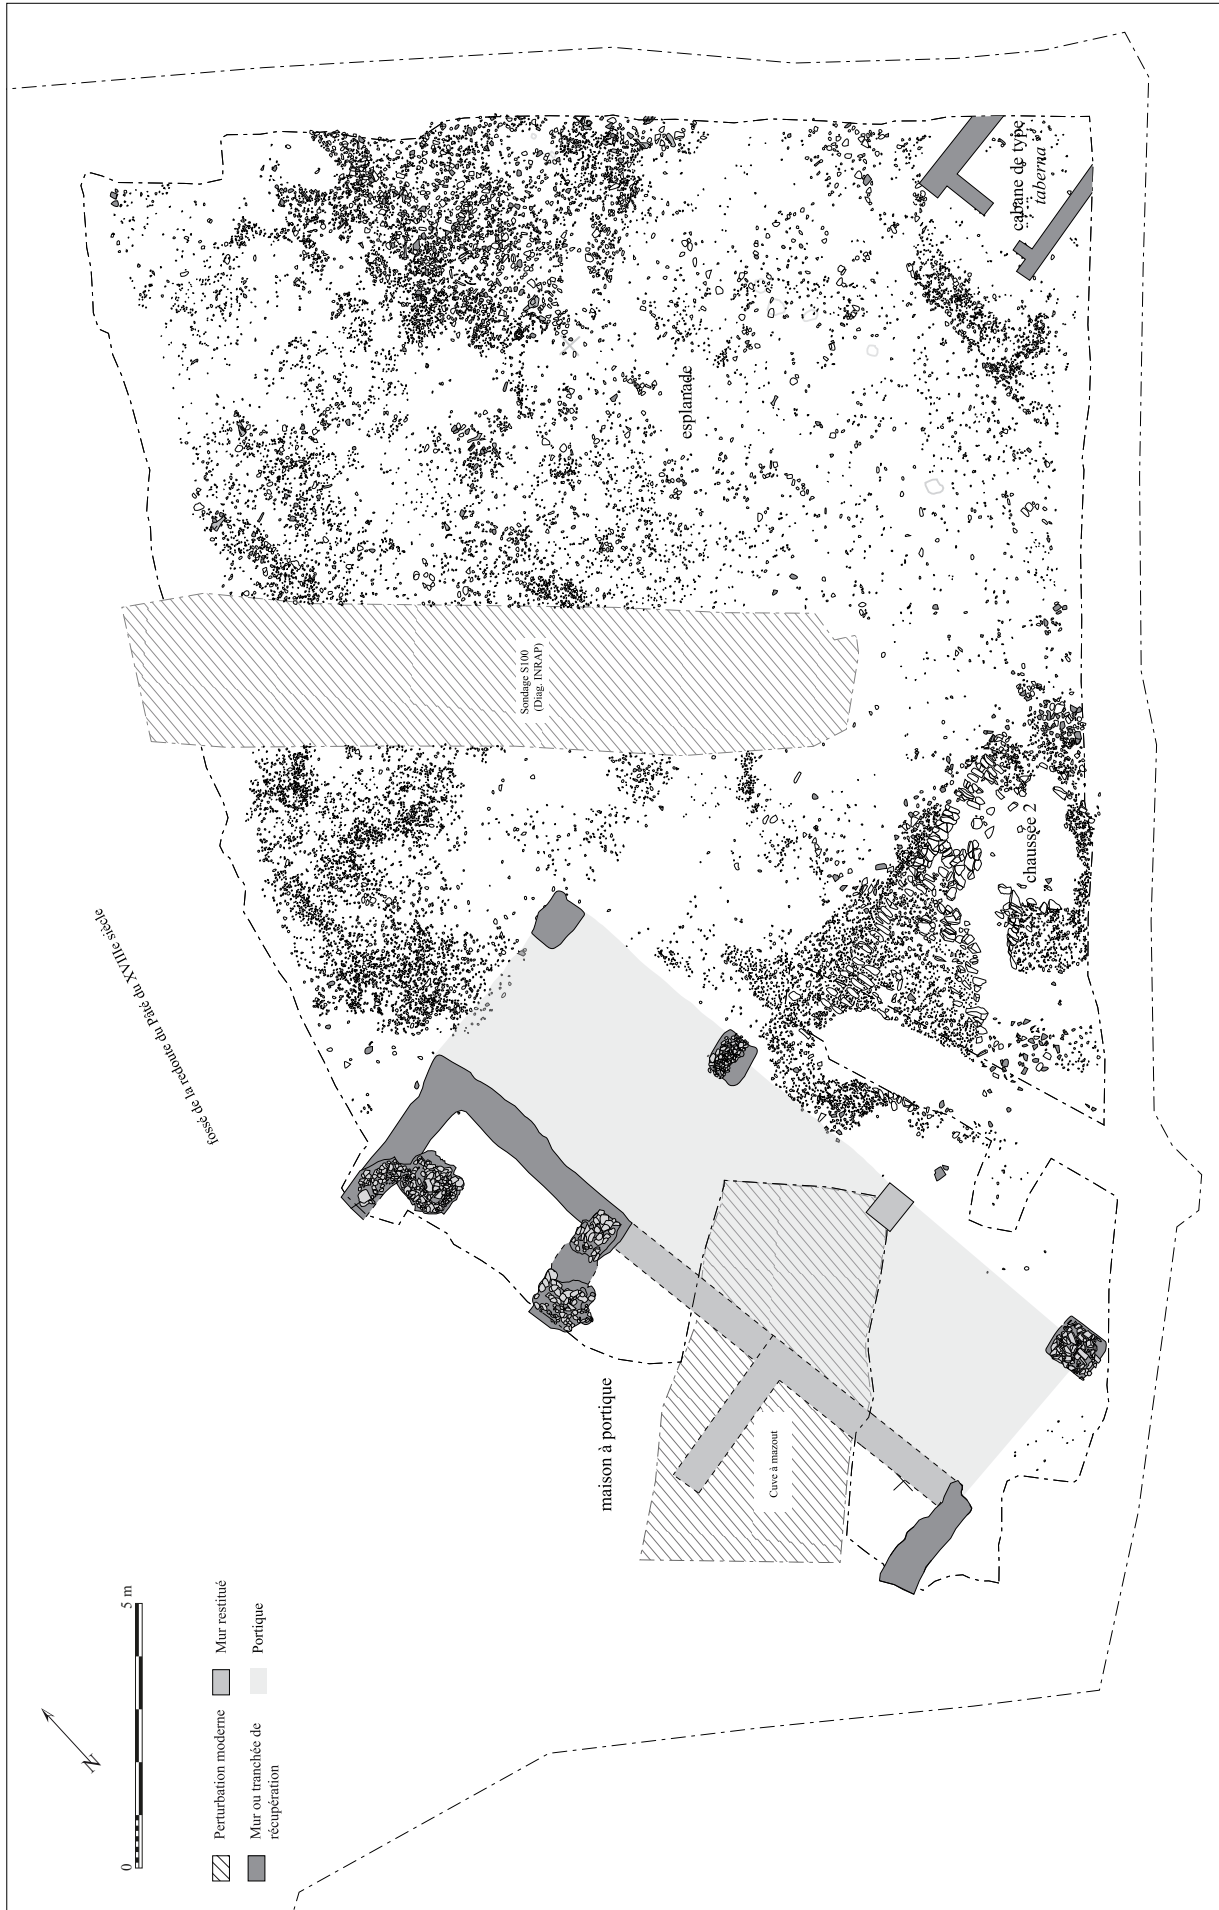 fossé de la redoute du Pâté du XVIIIe siècle
cabane de type
taberna
esplanade
Sondage S100
(Diag. INRAP)
chaussée 2
maison à portique
Cuve à mazout
N
0
5 m
Perturbation moderne
Mur restitué
Mur ou tranchée de
récupération
Portique